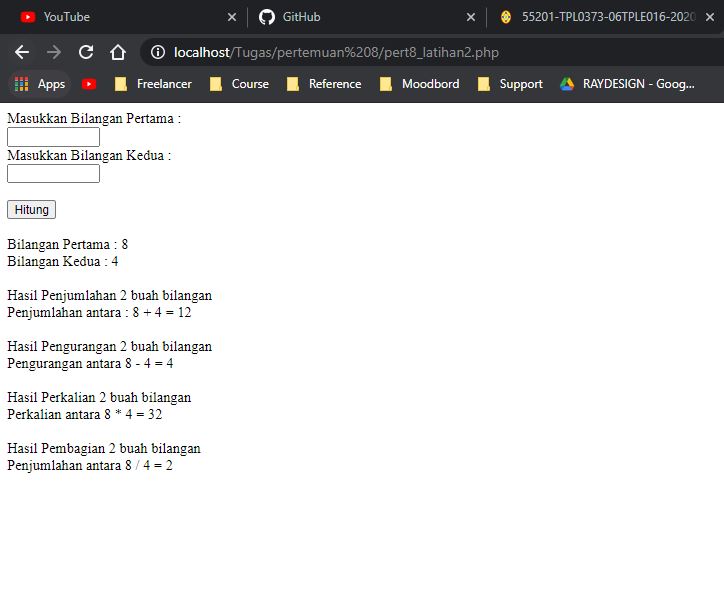 YouTube
GitHub
55201-TPL0373-06TPLE016-2020
localhost/Tugas/pertemuan%208/pert8_latihan2.php
Apps Freelancer Course Reference Moodbord Support RAYDESIGN - Goog...
Masukkan Bilangan Pertama :
Masukkan Bilangan Kedua :
Hitung
Bilangan Pertama : 8
Bilangan Kedua : 4
Hasil Penjumlahan 2 buah bilangan
Penjumlahan antara : 8 + 4 = 12
Hasil Pengurangan 2 buah bilangan
Pengurangan antara 8 - 4 = 4
Hasil Perkalian 2 buah bilangan
Perkalian antara 8 * 4 = 32
Hasil Pembagian 2 buah bilangan
Penjumlahan antara 8 / 4 = 2